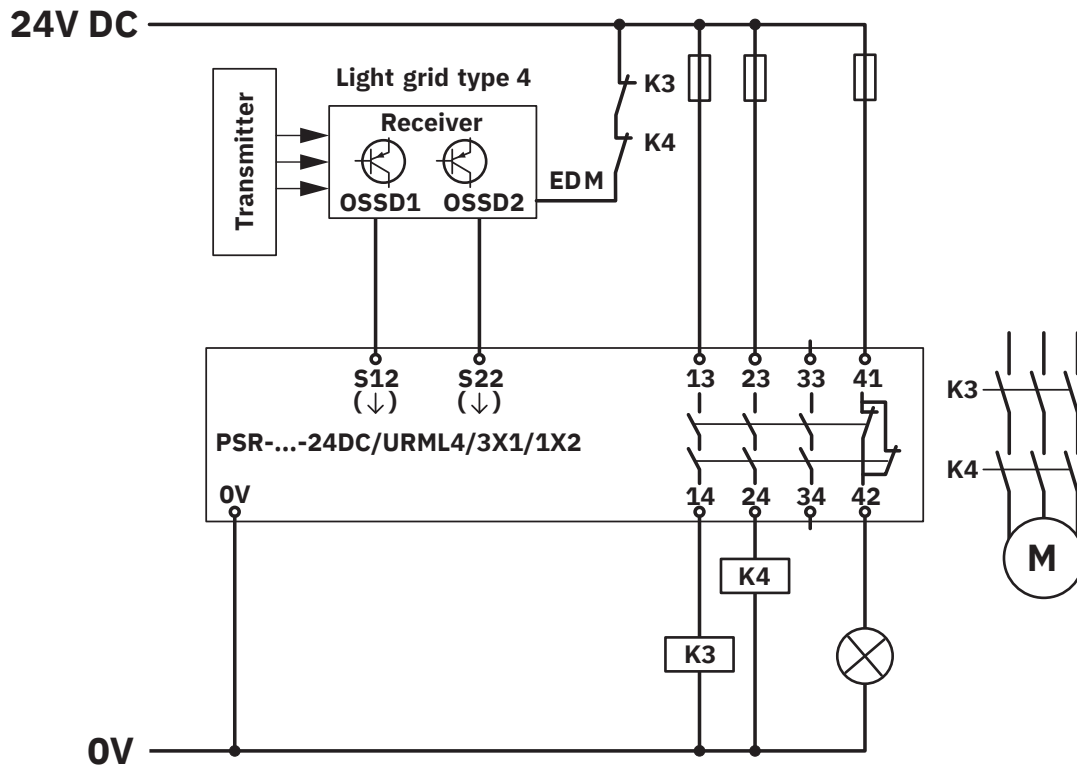 24V DC
Light grid type 4
K3
Transmitter
Receiver
K4
EDM
OSSD1 OSSD2
S12 S22 13 23 33 41
(↓) (↓)
K3
PSR-...-24DC/URML4/3X1/1X2
K4
0V 14 24 34 42
M
K4
K3
0V